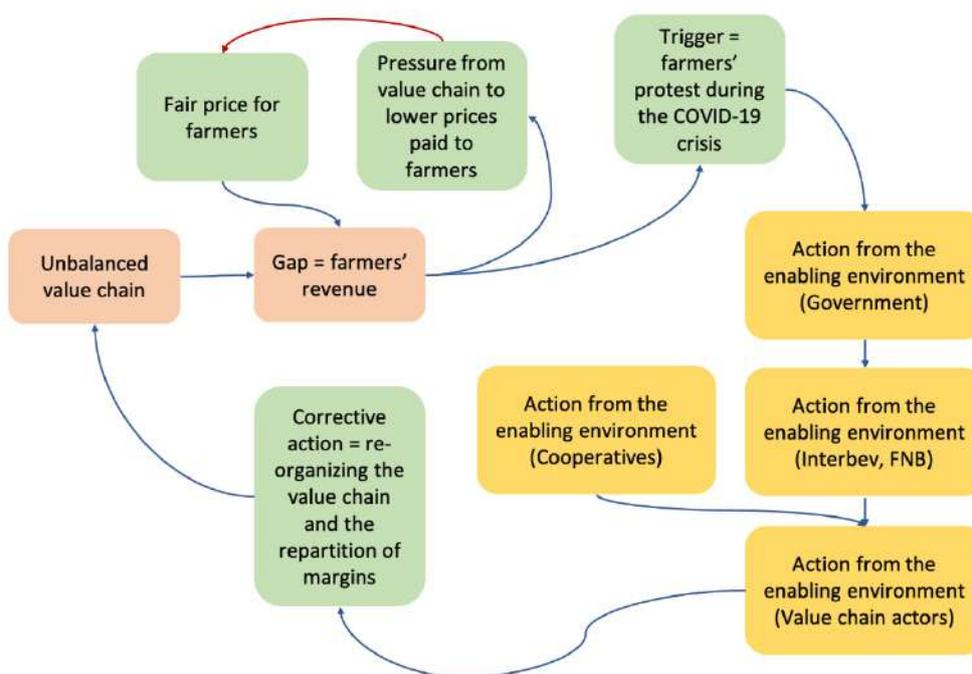 Fair price for
farmers
Pressure from
value chain to
lower prices
paid to
farmers
Trigger =
farmers'
protest during
the COVID-19
crisis
Unbalanced
value chain
Gap = farmers'
revenue
Action from the
enabling environment
(Government)
Corrective
action = re-
organizing the
value chain
and the
repartition of
margins
Action from the
enabling environment
(Cooperatives)
Action from the
enabling environment
(Interbev, FNB)
Action from the
enabling environment
(Value chain actors)